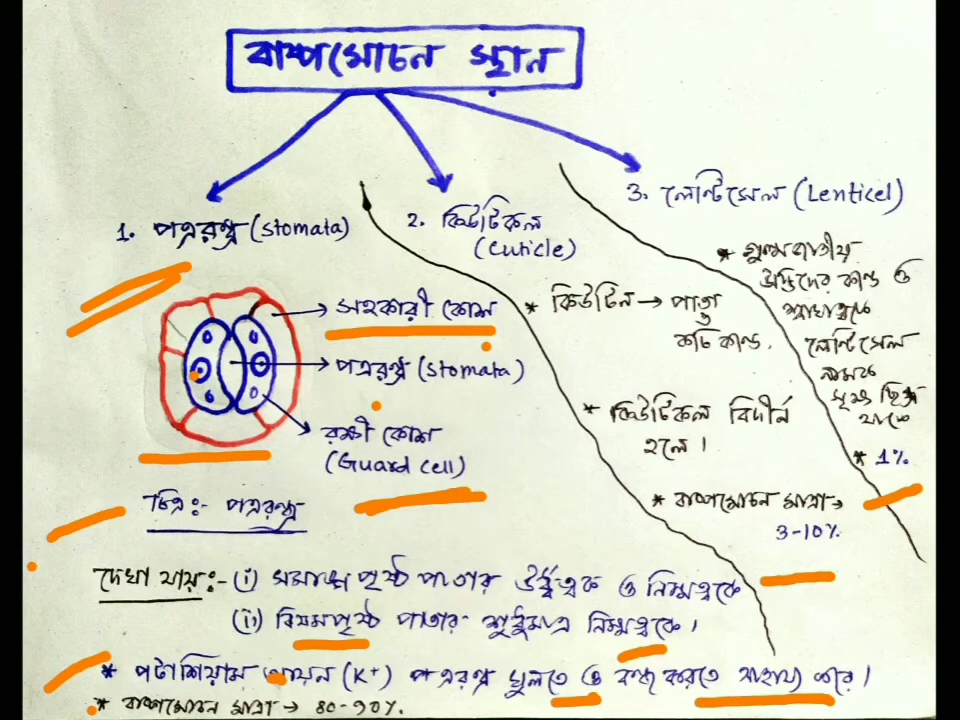 বাষ্পমোচন স্থান
1. পত্ররন্ধ্র (Stomata)
সহকারী কোষ
পত্ররন্ধ্র (Stomata)
রক্ষী কোষ
(Guard cell)
চিত্র:- পত্ররন্ধ্র
2. কিউটিকল
(Cuticle)
* কিউটিন → পাতা ও
কচি কান্ড.
* কিউটিকল বিদীর্ন
হলে।
* বাষ্পমোচন মাত্রা→
3-10%
3. লেন্টিসেল (Lenticel)
* গুল্মজাতীয়
উদ্ভিদের কান্ড ও
শাখাত্বকে
লেন্টিসেল
নামক
সূক্ষ্ম ছিদ্র
থাকে
* 1%
দেখা যায়:- (i) সমাঙ্ক পৃষ্ঠ পাতার ঊর্ধ্বত্বক ও নিম্নত্বকে
(ii) বিষমপৃষ্ঠ পাতার শুধুমাত্র নিম্নত্বকে।
* পটাশিয়াম আয়ন (K+) পত্ররন্ধ্র খুলতে ও বন্ধ করতে সাহায্য করে।
* বাষ্পমোচন মাত্রা → 80-90%.